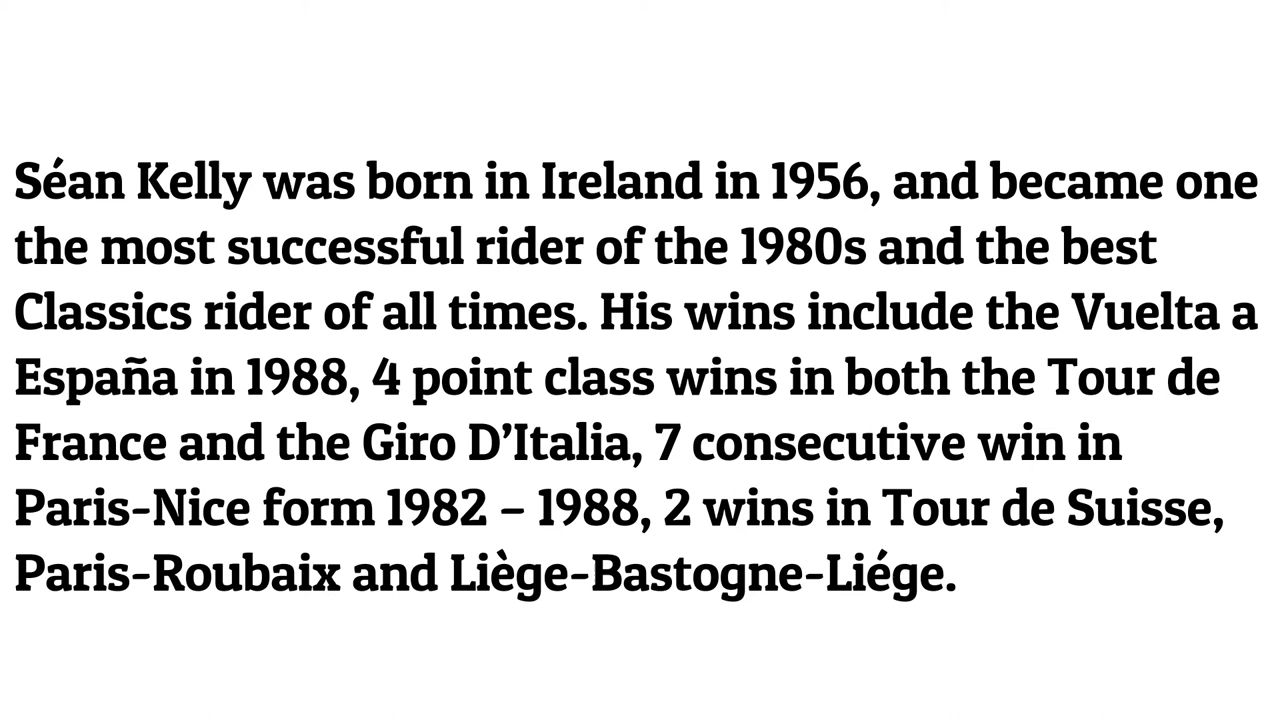 Séan Kelly was born in Ireland in 1956, and became one
the most successful rider of the 1980s and the best
Classics rider of all times. His wins include the Vuelta a
España in 1988, 4 point class wins in both the Tour de
France and the Giro D’Italia, 7 consecutive win in
Paris-Nice form 1982 – 1988, 2 wins in Tour de Suisse,
Paris-Roubaix and Liège-Bastogne-Liége.